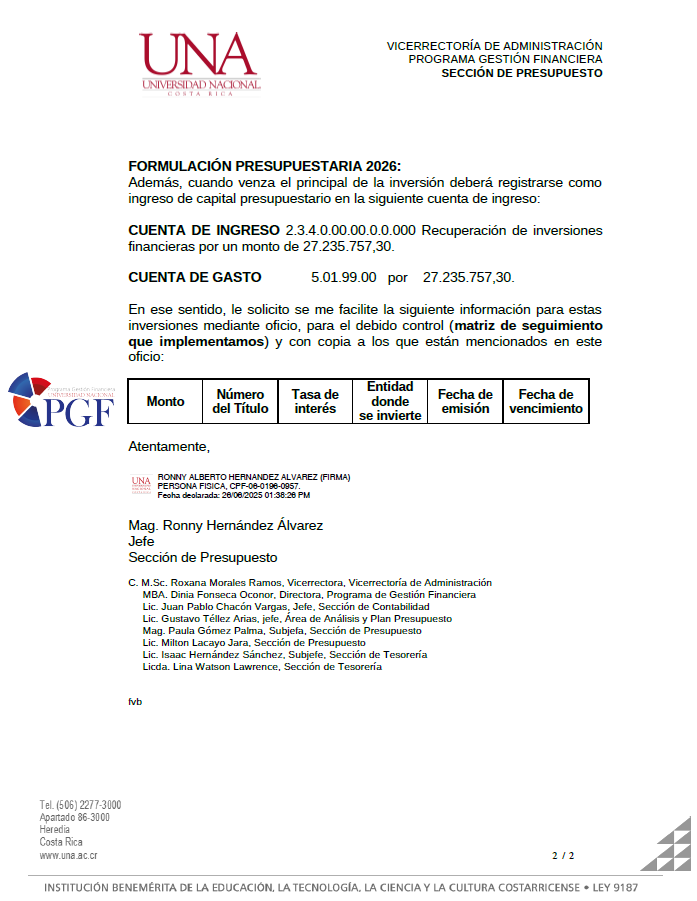 UNA
UNIVERSIDAD NACIONAL
COSTA RICA
VICERRECTORÍA DE ADMINISTRACIÓN
PROGRAMA GESTIÓN FINANCIERA
SECCIÓN DE PRESUPUESTO
FORMULACIÓN PRESUPUESTARIA 2026:
Además, cuando venza el principal de la inversión deberá registrarse como
ingreso de capital presupuestario en la siguiente cuenta de ingreso:
CUENTA DE INGRESO 2.3.4.0.00.00.0.0.000 Recuperación de inversiones
financieras por un monto de 27.235.757,30.
CUENTA DE GASTO 5.01.99.00 por 27.235.757,30.
En ese sentido, le solicito se me facilite la siguiente información para estas
inversiones mediante oficio, para el debido control (matriz de seguimiento
que implementamos) y con copia a los que están mencionados en este
oficio:
Programa Gestión Financiera
UNIVERSIDAD NACIONAL
PGF
Monto
Número
del Título
Tasa de
interés
Entidad
donde
se invierte
Fecha de
emisión
Fecha de
vencimiento
Atentamente,
UNA
RONNY ALBERTO HERNANDEZ ALVAREZ (FIRMA)
PERSONA FISICA, CPF-06-0196-0957.
Fecha declarada: 26/06/2025 01:38:26 PM
Mag. Ronny Hernández Álvarez
Jefe
Sección de Presupuesto
C. M.Sc. Roxana Morales Ramos, Vicerrectora, Vicerrectoría de Administración
MBA. Dinia Fonseca Oconor, Directora, Programa de Gestión Financiera
Lic. Juan Pablo Chacón Vargas, Jefe, Sección de Contabilidad
Lic. Gustavo Téllez Arias, jefe, Área de Análisis y Plan Presupuesto
Mag. Paula Gómez Palma, Subjefa, Sección de Presupuesto
Lic. Milton Lacayo Jara, Sección de Presupuesto
Lic. Isaac Hernández Sánchez, Subjefe, Sección de Tesorería
Licda. Lina Watson Lawrence, Sección de Tesorería
fvb
Tel. (506) 2277-3000
Apartado 86-3000
Heredia
Costa Rica
www.una.ac.cr
2 / 2
INSTITUCIÓN BENEMÉRITA DE LA EDUCACIÓN, LA TECNOLOGÍA, LA CIENCIA Y LA CULTURA COSTARRICENSE • LEY 9187